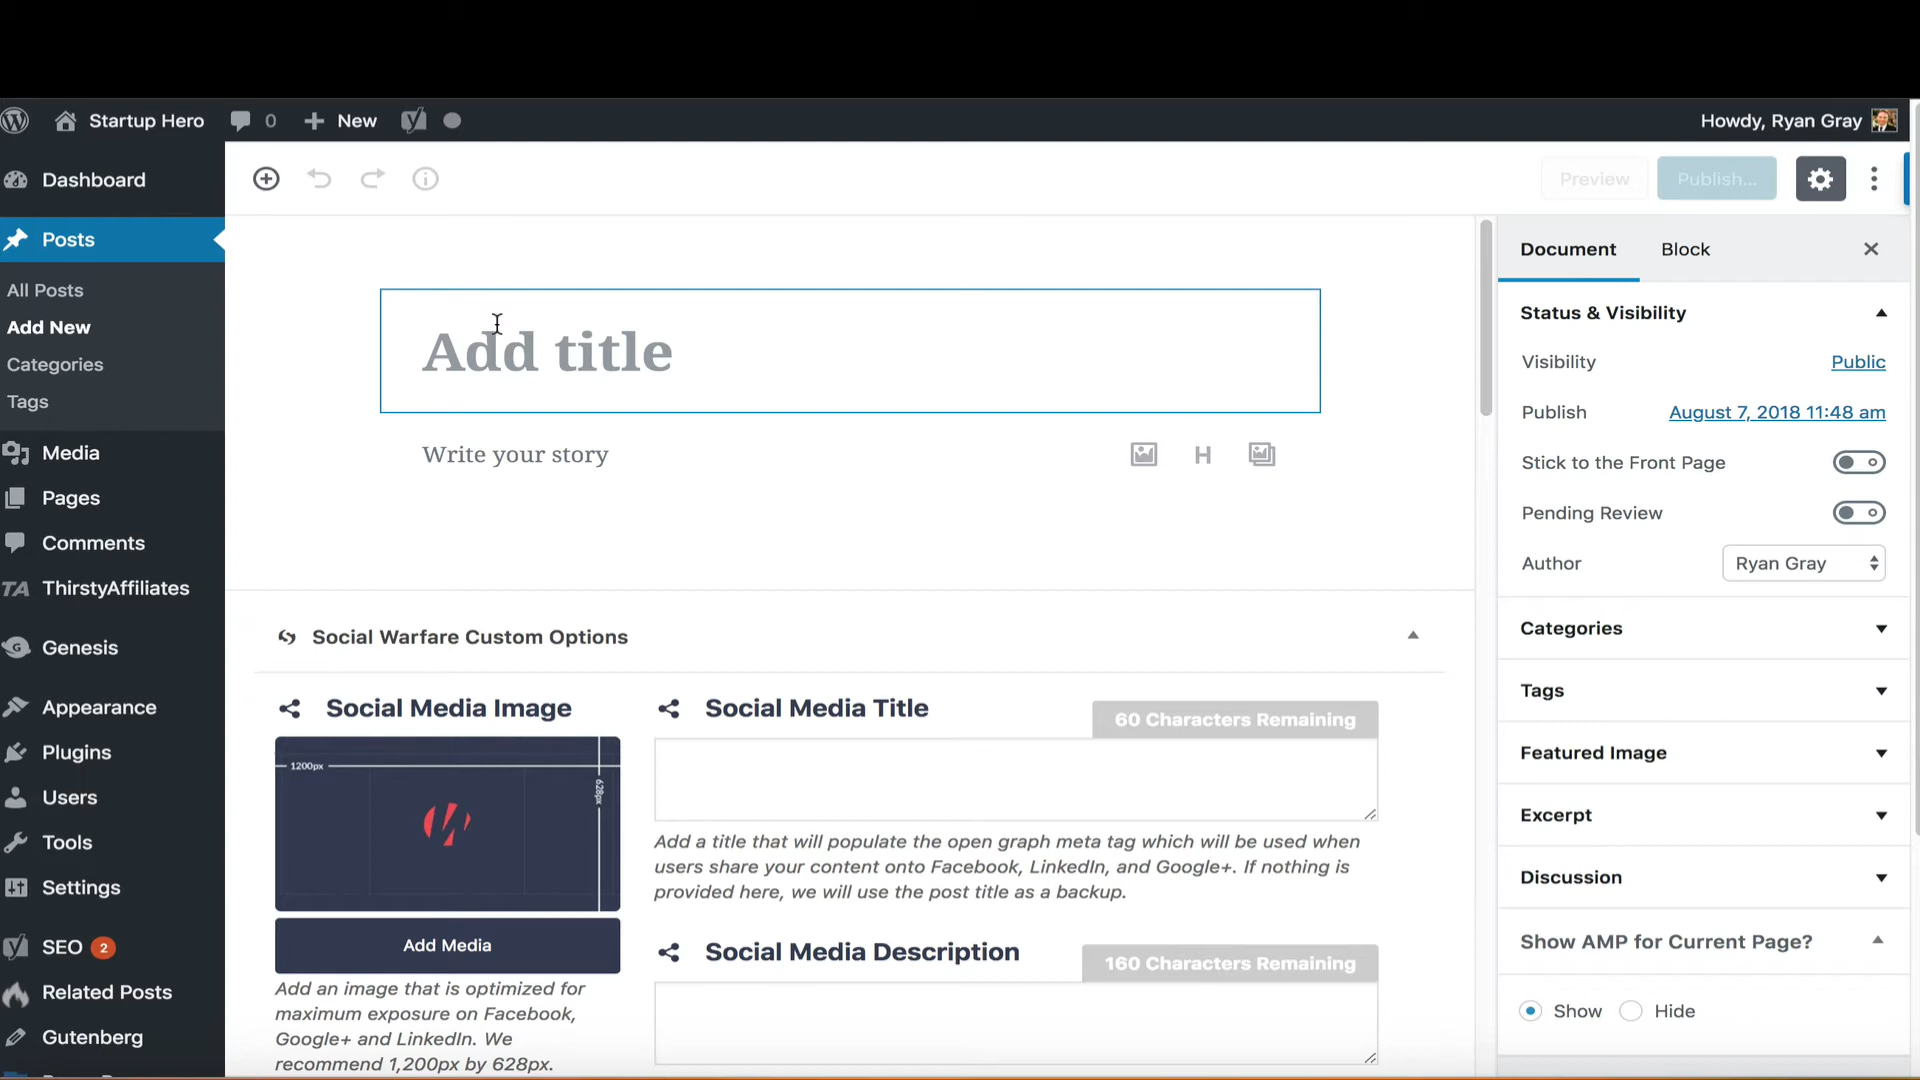 Startup Hero 0 New Howdy, Ryan Gray
Dashboard
Posts
All Posts
Add New
Categories
Tags
Media
Pages
Comments
TA ThirstyAffiliates
Genesis
Appearance
Plugins
Users
Tools
Settings
SEO 2
Related Posts
Gutenberg
Preview Publish...
Add title
Write your story
H
Social Warfare Custom Options
Social Media Image
1200px
628px
Add Media
Add an image that is optimized for
maximum exposure on Facebook,
Google+ and LinkedIn. We
recommend 1,200px by 628px.
Social Media Title 60 Characters Remaining
Add a title that will populate the open graph meta tag which will be used when
users share your content onto Facebook, LinkedIn, and Google+. If nothing is
provided here, we will use the post title as a backup.
Social Media Description 160 Characters Remaining
Document Block
Status & Visibility
Visibility Public
Publish August 7, 2018 11:48 am
Stick to the Front Page
Pending Review
Author Ryan Gray
Categories
Tags
Featured Image
Excerpt
Discussion
Show AMP for Current Page?
Show Hide